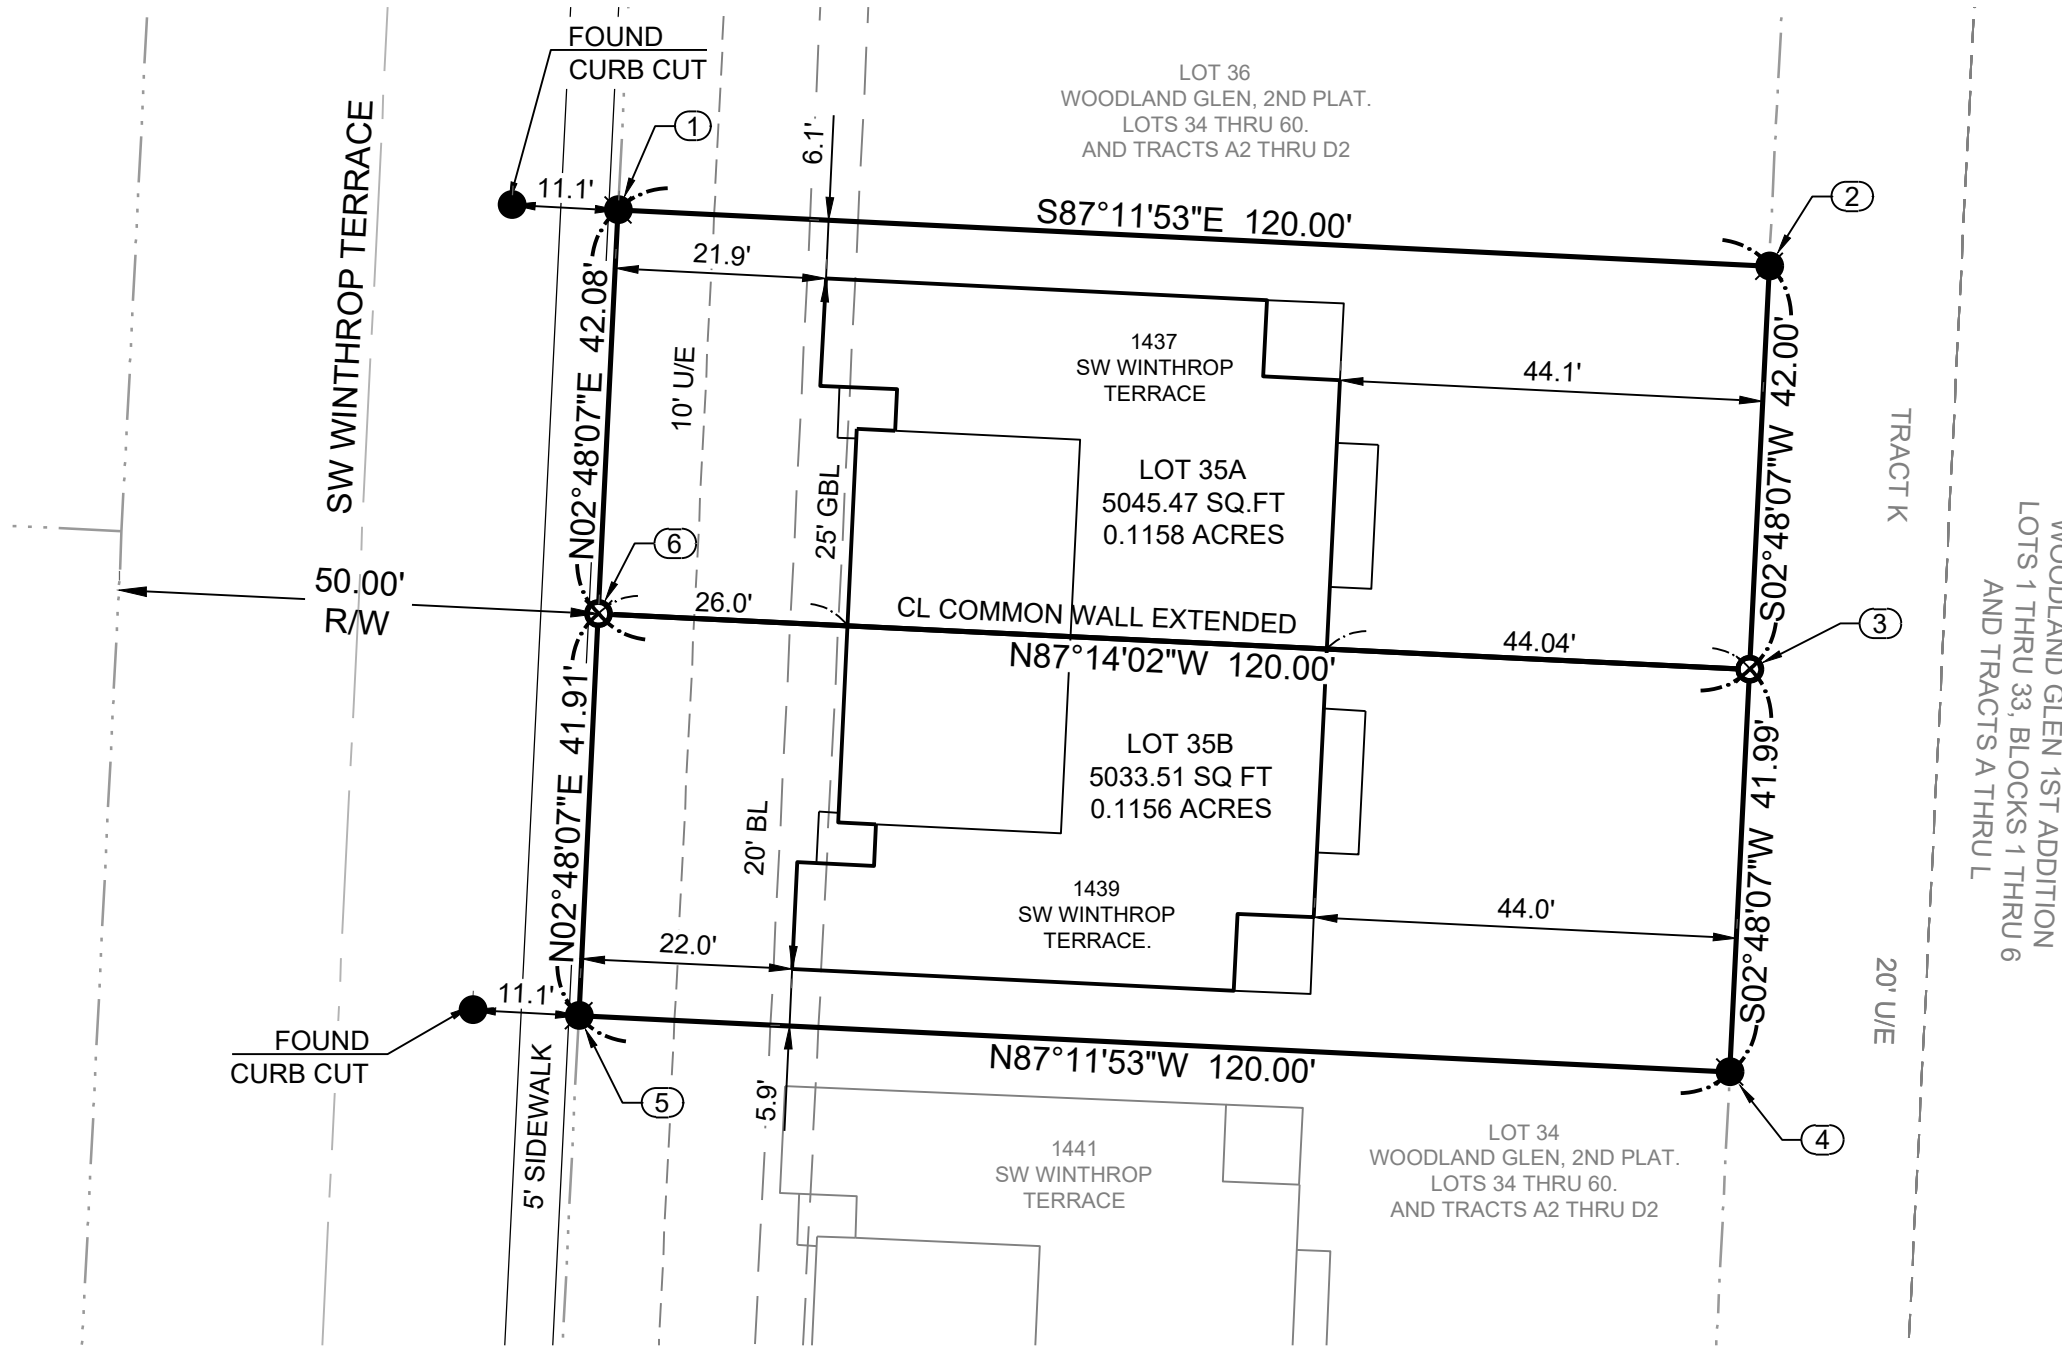 FOUND
CURB CUT
1
11.1'
6.1'
LOT 36
WOODLAND GLEN, 2ND PLAT.
LOTS 34 THRU 60.
AND TRACTS A2 THRU D2
2
S87°11'53"E 120.00'
SW WINTHROP TERRACE
21.9'
N02°48'07"E 42.08'
10' U/E
1437
SW WINTHROP
TERRACE
44.1'
S02°48'07"W 42.00'
TRACT K
LOT 35A
5045.47 SQ.FT
0.1158 ACRES
25' GBL
6
50.00'
R/W
26.0'
CL COMMON WALL EXTENDED
N87°14'02"W 120.00'
44.04'
3
WOODLAND GLEN 1ST ADDITION
LOTS 1 THRU 33, BLOCKS 1 THRU 6
AND TRACTS A THRU L
N02°48'07"E 41.91'
LOT 35B
5033.51 SQ FT
0.1156 ACRES
20' BL
S02°48'07"W 41.99'
1439
SW WINTHROP
TERRACE.
44.0'
22.0'
20' U/E
11.1'
FOUND
CURB CUT
5' SIDEWALK
5
5.9'
N87°11'53"W 120.00'
4
1441
SW WINTHROP
TERRACE
LOT 34
WOODLAND GLEN, 2ND PLAT.
LOTS 34 THRU 60.
AND TRACTS A2 THRU D2